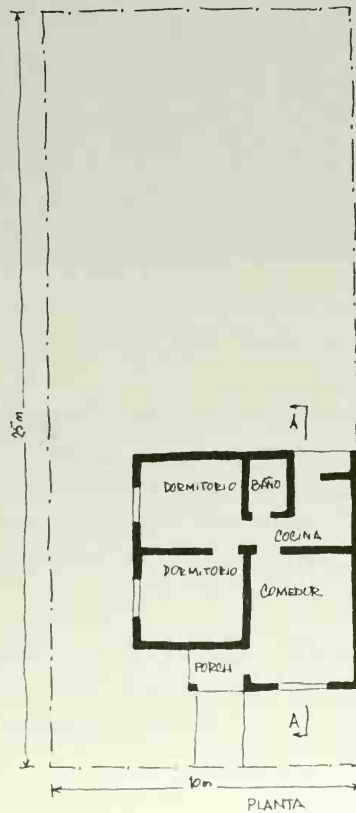 25m
A
DORMITORIO
BAÑO
COCINA
DORMITORIO
COMEDOR
PORCH
A
10m
PLANTA